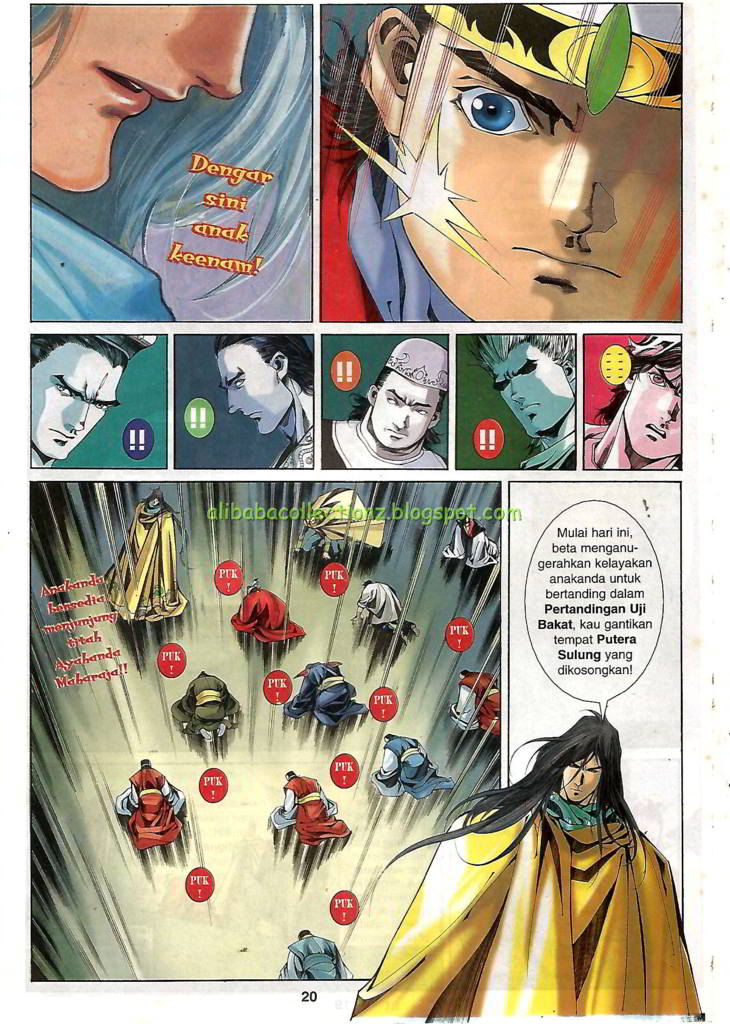 Dengar
sini
anak
keenam!
!!
!!
!!
!!
alibabacollectionz.blogspot.com
Anakanda
bersedia
menjunjung
titah
Ayahanda
Maharaja!!
PUK
!
PUK
!
PUK
!
PUK
!
PUK
!
PUK
!
PUK
!
PUK
!
PUK
!
PUK
!
Mulai hari ini,
beta menganu-
gerahkan kelayakan
anakanda untuk
bertanding dalam
Pertandingan Uji
Bakat, kau gantikan
tempat Putera
Sulung yang
dikosongkan!
20